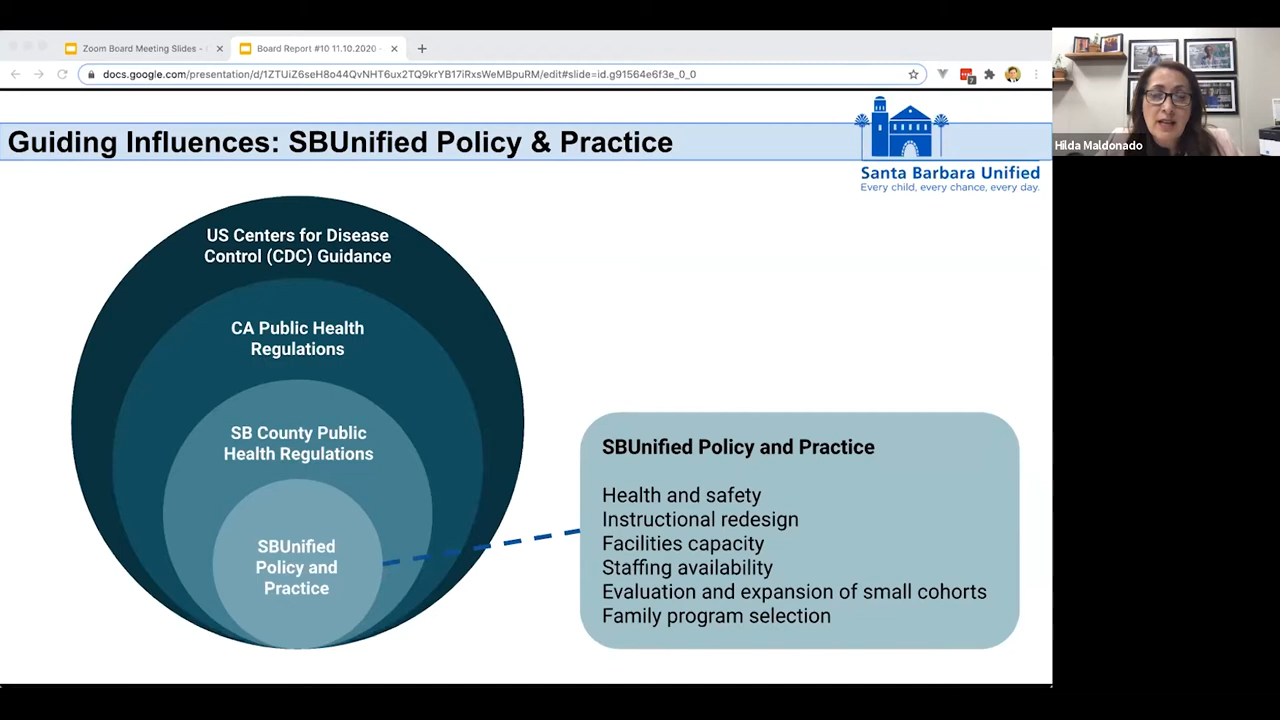 Zoom Board Meeting Slides -
Board Report #10 11.10.2020 -
docs.google.com/presentation/d/1ZTUiZ6seH8o44QvNHT6ux2TQ9krYB17iRxsWeMBpuRM/edit#slide=id.g91564e6f3e_0_0
7
Hilda Maldonado
Guiding Influences: SBUnified Policy & Practice
Santa Barbara Unified
Every child, every chance, every day.
US Centers for Disease
Control (CDC) Guidance
CA Public Health
Regulations
SB County Public
Health Regulations
SBUnified
Policy and
Practice
SBUnified Policy and Practice
Health and safety
Instructional redesign
Facilities capacity
Staffing availability
Evaluation and expansion of small cohorts
Family program selection